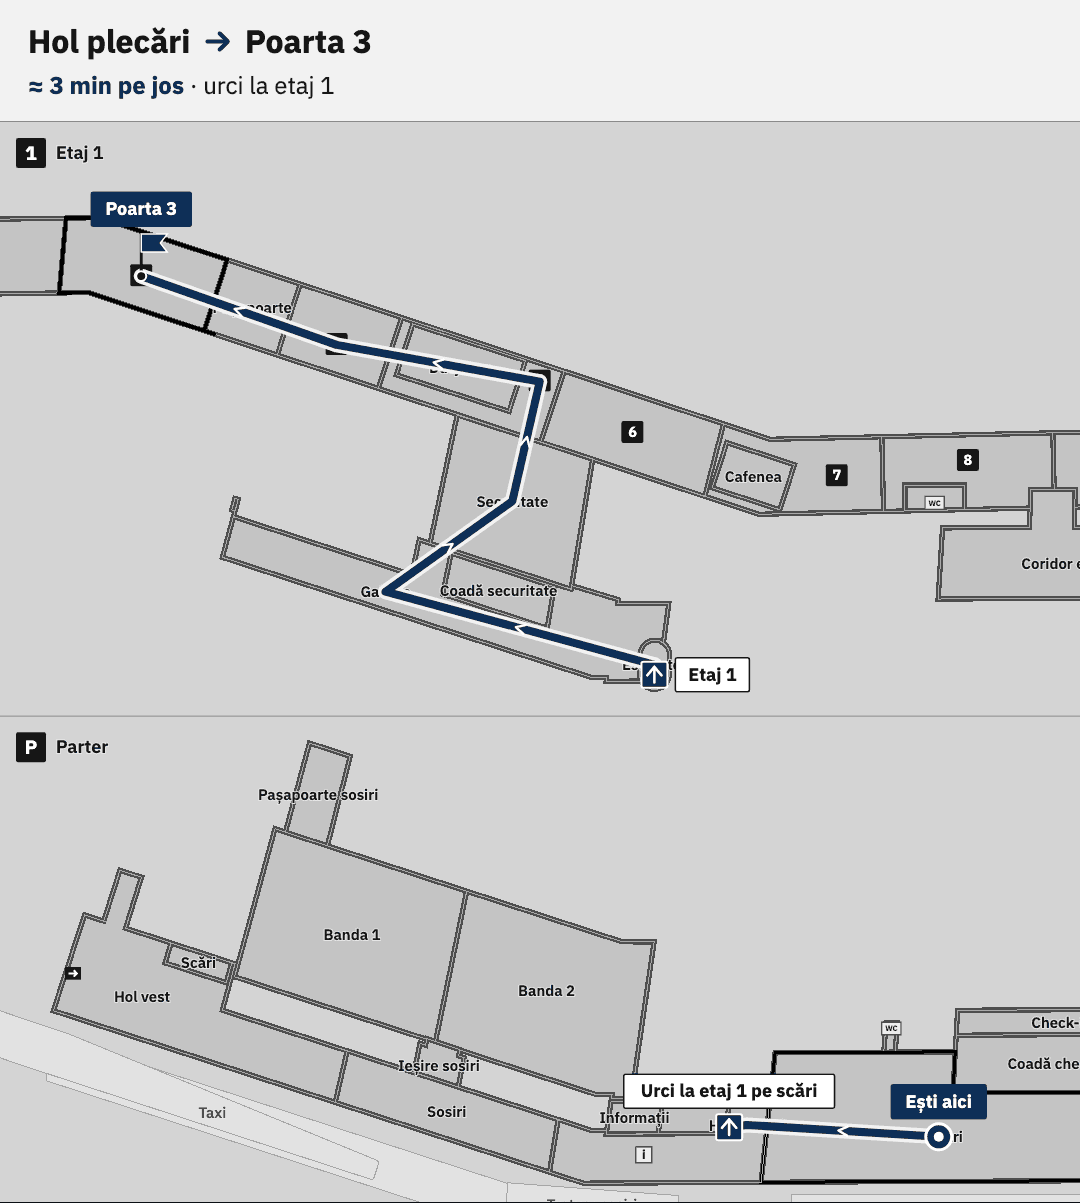 Hol plecări → Poarta 3
≈ 3 min pe jos · urci la etaj 1
1 Etaj 1
Poarta 3
6
Cafenea
7
8
WC
Securitate
Coridor
Coadă securitate
Etaj 1
P Parter
Pașapoarte sosiri
Banda 1
Scări
Banda 2
Hol vest
WC
Check-
Coadă che
Ieșire sosiri
Urci la etaj 1 pe scări
Ești aici
Taxi
Sosiri
Informații
i